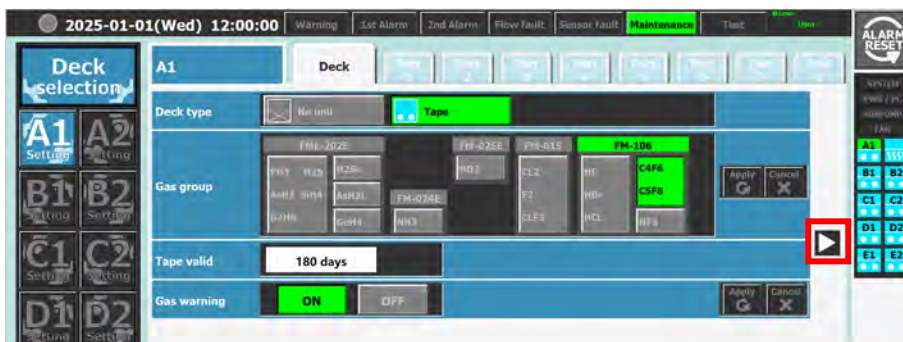 2025-01-01(Wed) 12:00:00 Warning 1st Alarm 2nd Alarm Flow fault Sensor fault Maintenance Test
User
ALARM
RESET
Deck
selection
A1 Deck
Deck type No unit Tape
A1 Setting A2 Setting
B1 Setting B2 Setting
C1 Setting C2 Setting
D1 Setting D2 Setting
Gas group
FM-202E FM-025E FM-015 FM-106
PH3 H2S H2Se NO2 CL2 HF C4F6
AsH3 SiH4 AsH3L FM-024E F2 HBr C5F8
B2H6 GeH4 NH3 CLF3 HCL NF3
Apply Cancel
Tape valid 180 days
Gas warning ON OFF Apply Cancel
SYSTEM
FAN
A1
B1 B2
C1 C2
D1 D2
E1 E2